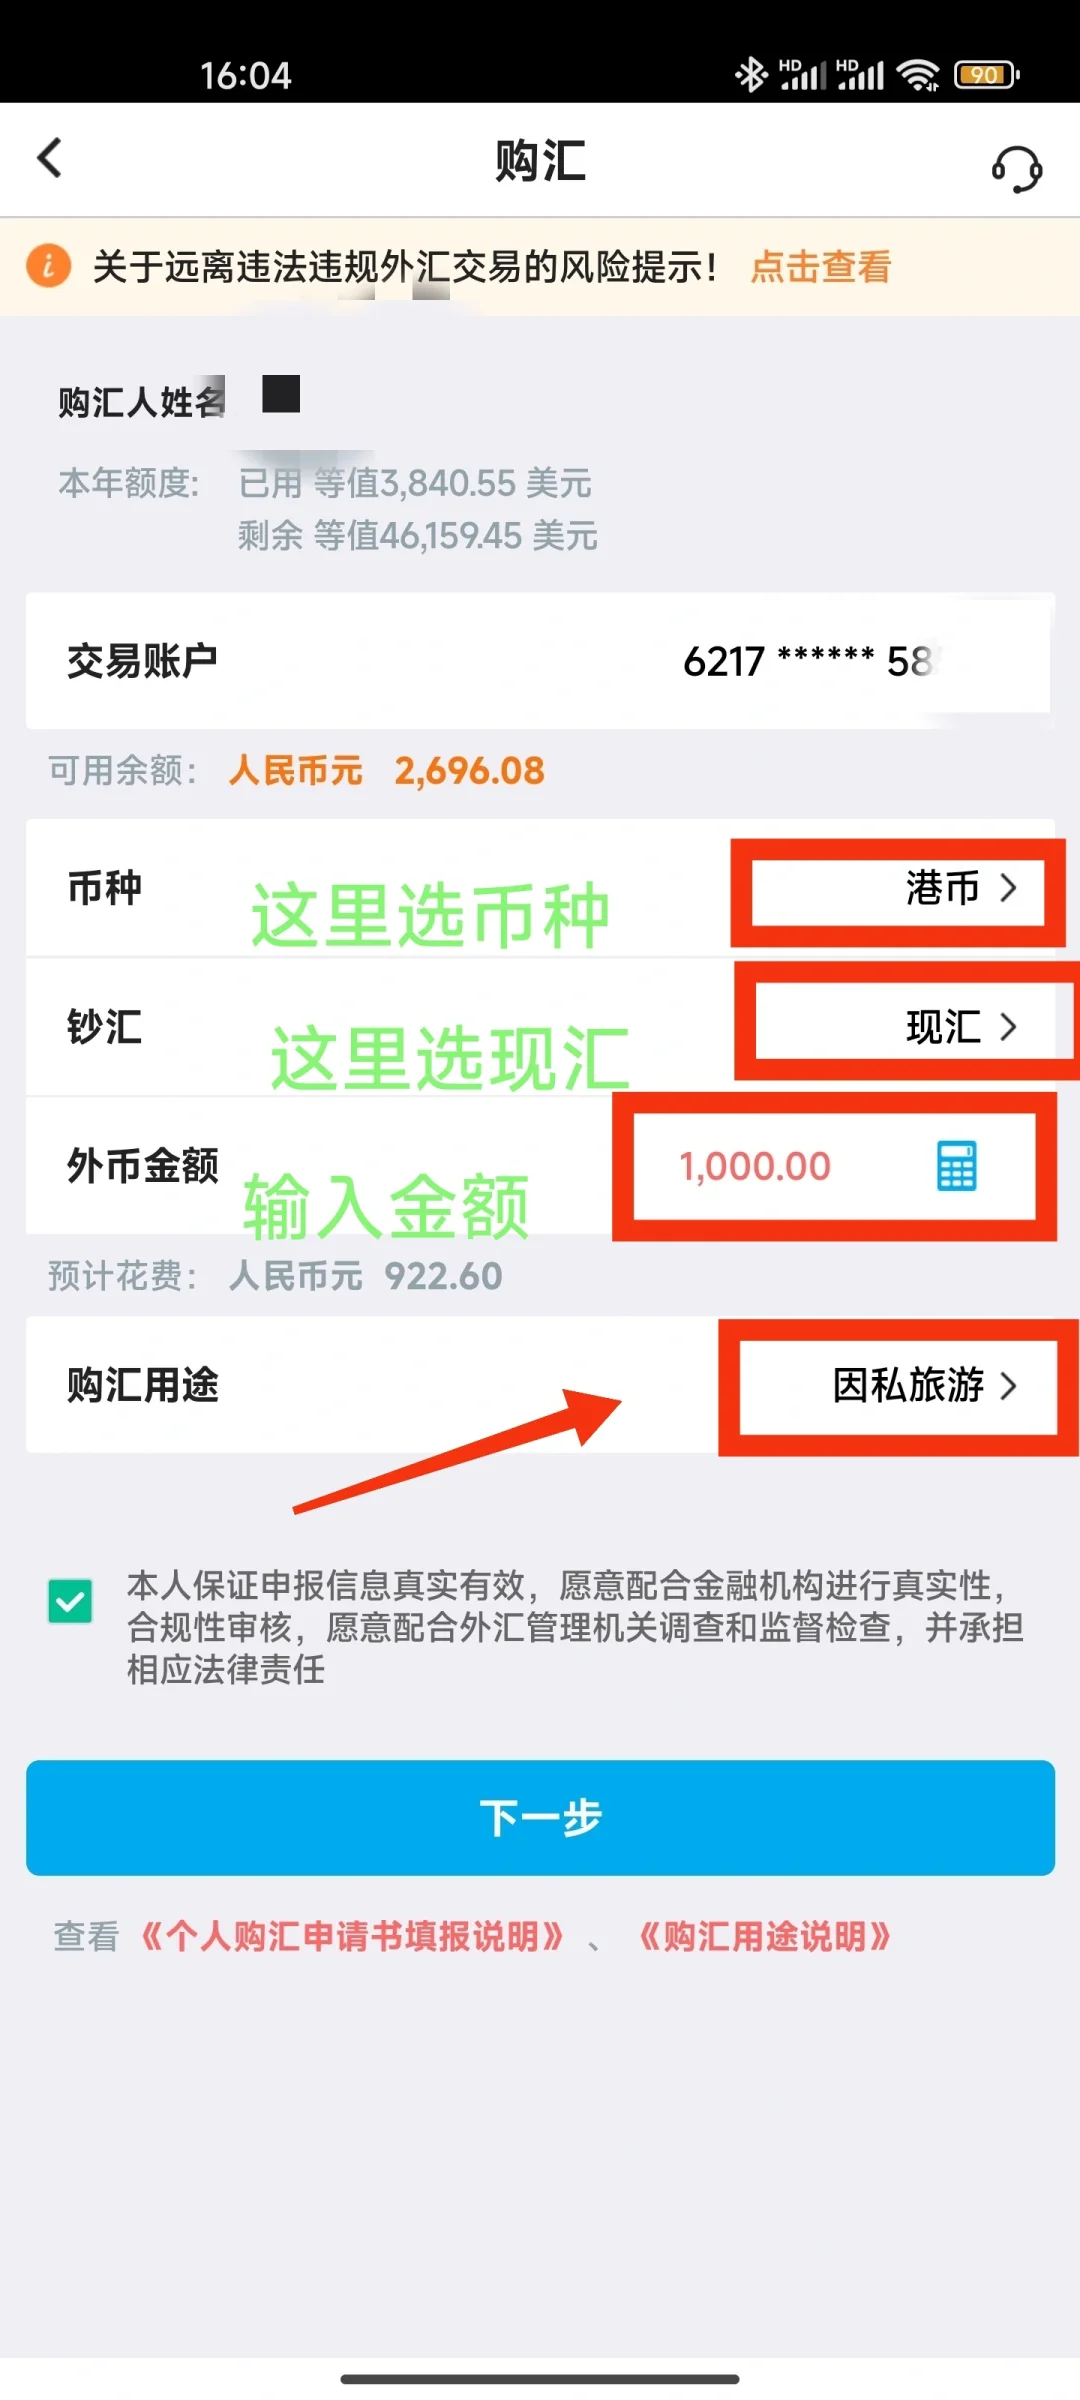 16:04
HD HD 90
购汇
关于远离违法违规外汇交易的风险提示！ 点击查看
购汇人姓名
本年额度: 已用 等值3,840.55 美元
剩余 等值46,159.45 美元
交易账户 6217 ****** 58
可用余额: 人民币元 2,696.08
币种 这里选币种 港币
钞汇 这里选现汇 现汇
外币金额 输入金额 1,000.00
预计花费: 人民币元 922.60
购汇用途 因私旅游
本人保证申报信息真实有效，愿意配合金融机构进行真实性，
合规性审核，愿意配合外汇管理机关调查和监督检查，并承担
相应法律责任
下一步
查看《个人购汇申请书填报说明》、《购汇用途说明》